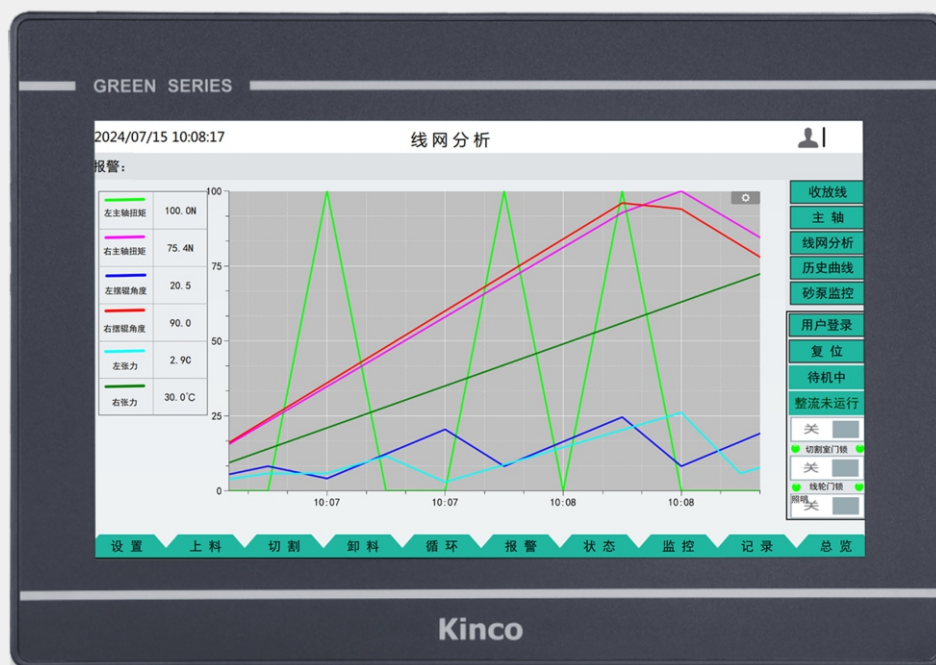 GREEN SERIES
2024/07/15 10:08:17
线网分析
报警：
左主轴扭矩 100.0N
右主轴扭矩 75.4N
左摆辊角度 20.5
右摆辊角度 90.0
左张力 2.9C
右张力 30.0℃
100
75
50
25
0
10:07 10:07 10:08 10:08
收放线
主轴
线网分析
历史曲线
砂泵监控
用户登录
复位
待机中
整流未运行
关
切割室门锁
关
线轮门锁
照明
关
设置 上料 切割 卸料 循环 报警 状态 监控 记录 总览
Kinco